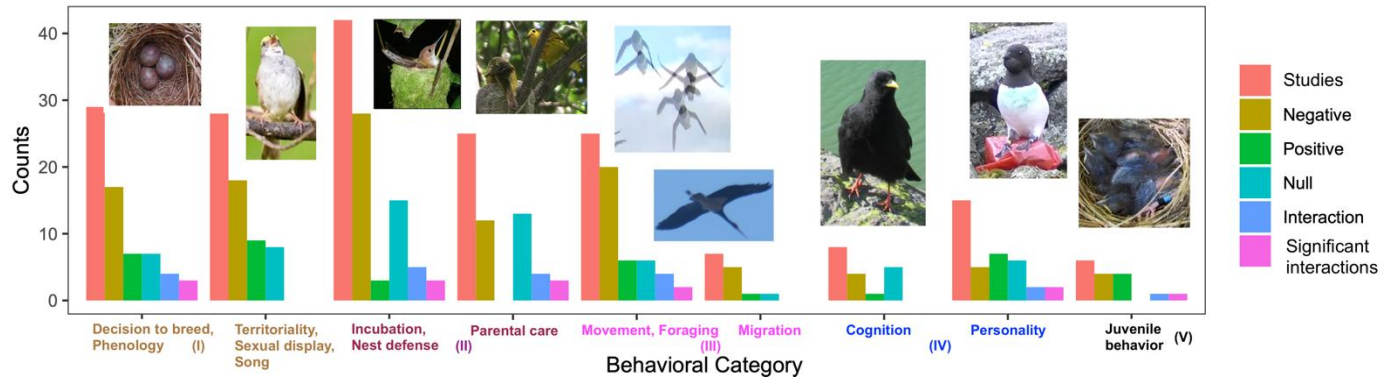 40
30
20
10
0
Counts
Decision to breed,
Phenology (I)
Territoriality,
Sexual display,
Song
Incubation,
Nest defense
(II)
Parental care
Movement, Foraging
(III)
Migration
Cognition
(IV)
Personality
Juvenile
behavior (V)
Behavioral Category
Studies
Negative
Positive
Null
Interaction
Significant
interactions